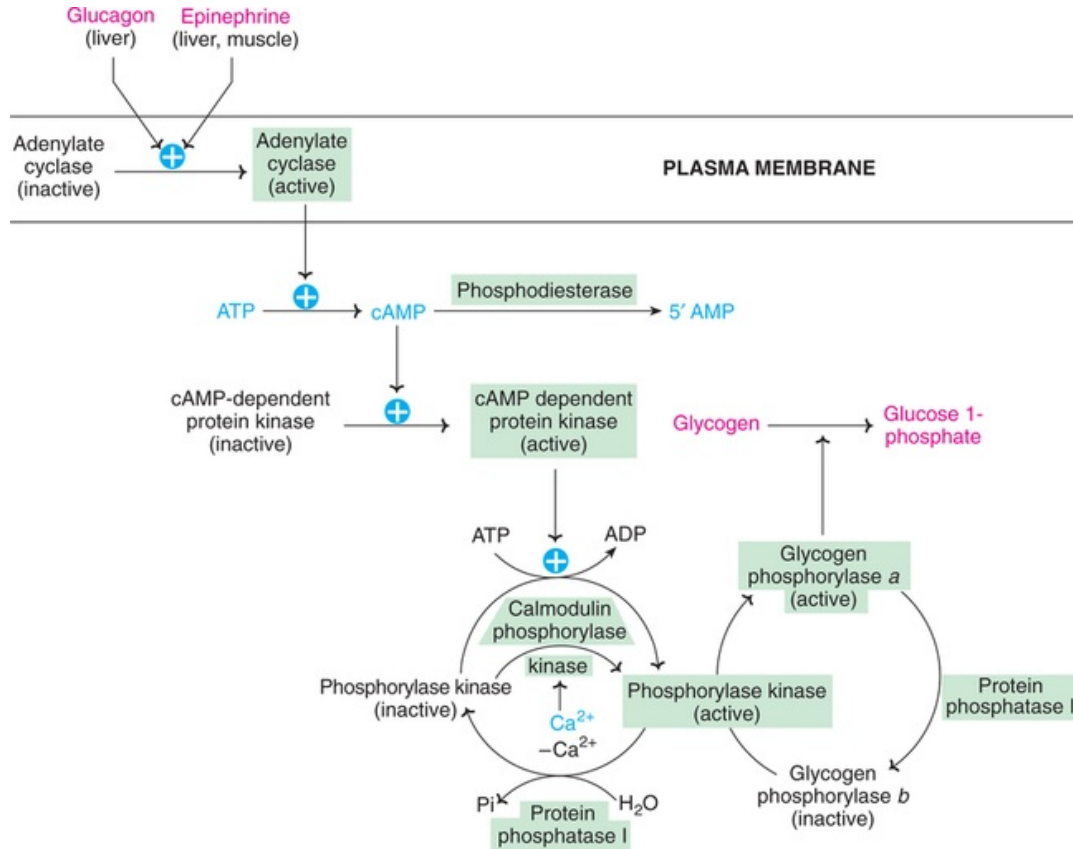 Glucagon
(liver)
Epinephrine
(liver, muscle)
Adenylate
cyclase
(inactive)
Adenylate
cyclase
(active)
PLASMA MEMBRANE
ATP
cAMP
Phosphodiesterase
5′ AMP
cAMP-dependent
protein kinase
(inactive)
cAMP dependent
protein kinase
(active)
Glycogen
Glucose 1-
phosphate
ATP
ADP
Calmodulin
phosphorylase
kinase
Ca²⁺
–Ca²⁺
Phosphorylase kinase
(inactive)
Phosphorylase kinase
(active)
Pi
H₂O
Protein
phosphatase I
Glycogen
phosphorylase a
(active)
Protein
phosphatase I
Glycogen
phosphorylase b
(inactive)